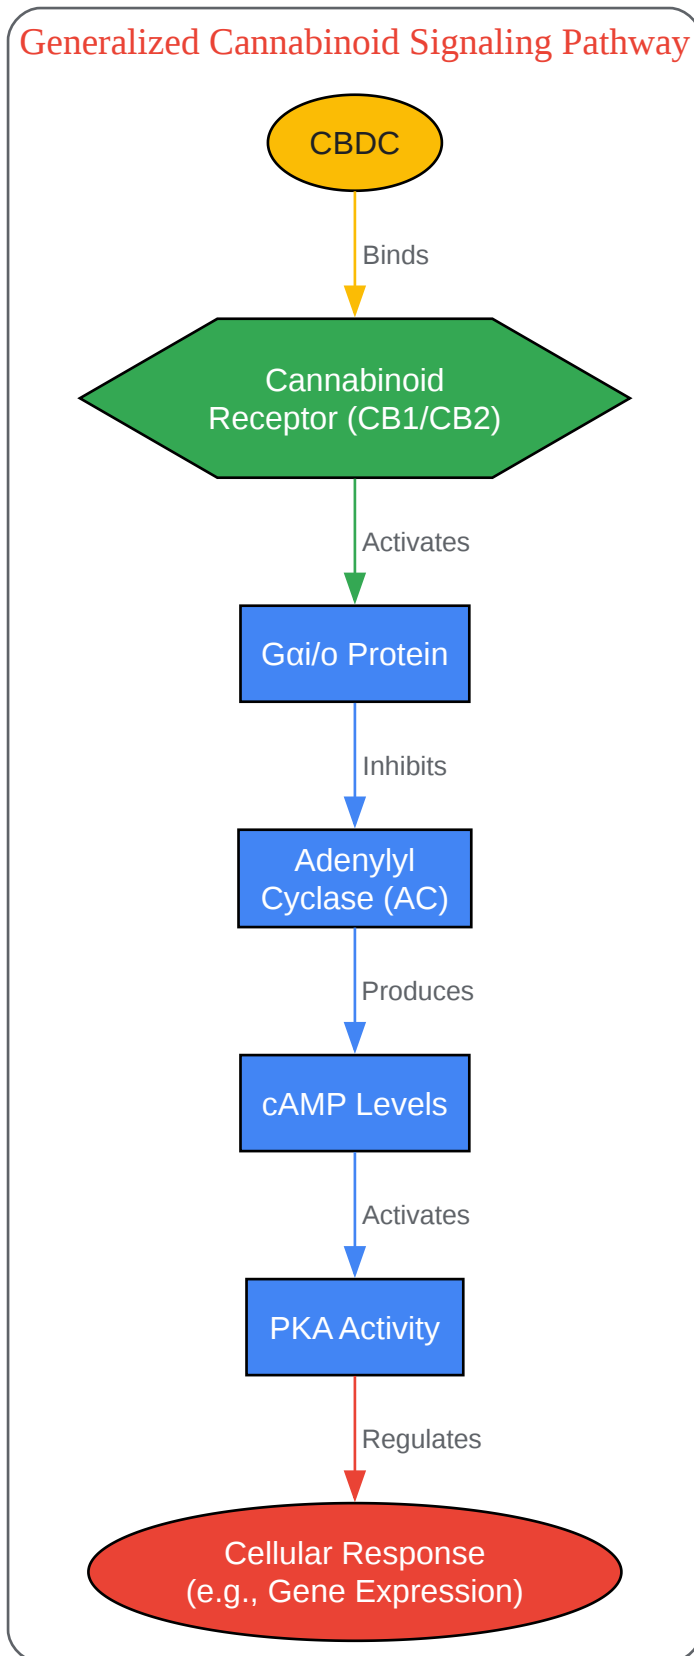 Generalized Cannabinoid Signaling Pathway
CBDC
Binds
Cannabinoid
Receptor (CB1/CB2)
Activates
Gαi/o Protein
Inhibits
Adenylyl
Cyclase (AC)
Produces
cAMP Levels
Activates
PKA Activity
Regulates
Cellular Response
(e.g., Gene Expression)